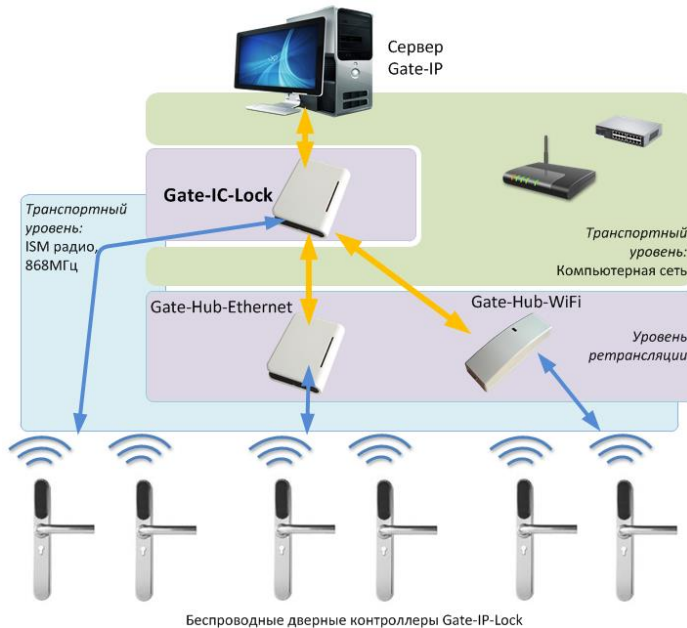 Сервер
Gate-IP
Gate-IC-Lock
Транспортный
уровень:
ISM радио,
868МГц
Транспортный
уровень:
Компьютерная сеть
Gate-Hub-Ethernet
Gate-Hub-WiFi
Уровень
ретрансляции
Беспроводные дверные контроллеры Gate-IP-Lock